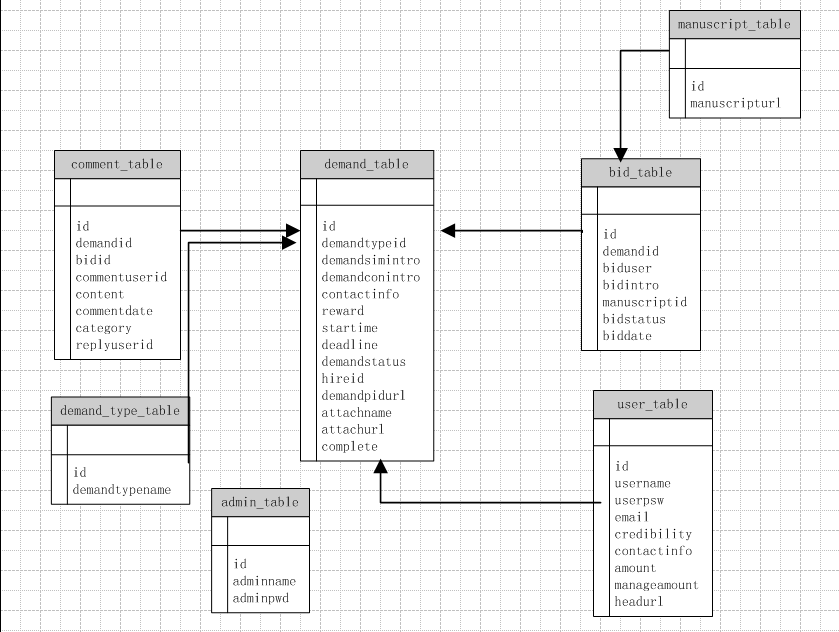 manuscript_table
id
manuscripturl
comment_table
id
demandid
bidid
commentuserid
content
commentdate
category
replyuserid
demand_table
id
demandtypeid
demandsimintro
demandconintro
contactinfo
reward
startime
deadline
demandstatus
hireid
demandpidurl
attachname
attachurl
complete
bid_table
id
demandid
biduser
bidintro
manuscriptid
bidstatus
biddate
demand_type_table
id
demandtypename
admin_table
id
adminname
adminpwd
user_table
id
username
userpsw
email
credibility
contactinfo
amount
manageamount
headurl